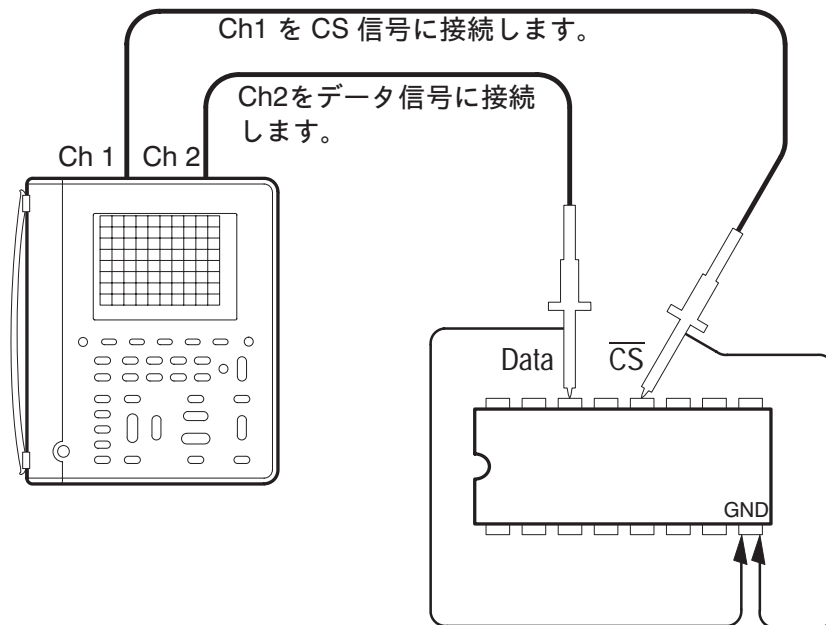 Ch1 を CS 信号に接続します。
Ch2をデータ信号に接続
します。
Ch 1 Ch 2
Data C̅S̅
GND